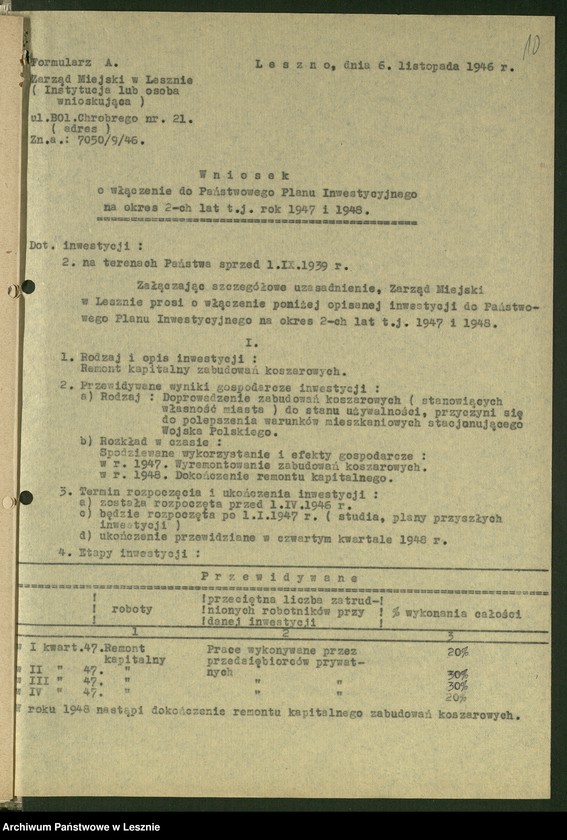 10
Formularz A.
L e s z n o, dnia 6. listopada 1946 r.
Zarząd Miejski w Lesznie
( Instytucja lub osoba
wnioskująca )
ul.BOl.Chrobrego nr. 21.
( adres )
Zn.a.: 7050/9/46.
W n i o s e k
o włączenie do Państwowego Planu Inwestycyjnego
na okres 2-ch lat t.j. rok 1947 i 1948.
Dot. inwestycji :
2. na terenach Państwa sprzed 1.IX.1939 r.
Załączając szczegółowe uzasadnienie, Zarząd Miejski
w Lesznie prosi o włączenie poniżej opisanej inwestycji do Państwo-
wego Planu Inwestycyjnego na okres 2-ch lat t.j. 1947 i 1948.
I.
1. Rodzaj i opis inwestycji :
Remont kapitalny zabudowań koszarowych.
2. Przewidywane wyniki gospodarcze inwestycji :
a) Rodzaj : Doprowadzenie zabudowań koszarowych ( stanowiących
własność miasta ) do stanu używalności, przyczyni się
do polepszenia warunków mieszkaniowych stacjonującego
Wojska Polskiego.
b) Rozkład w czasie :
Spodziewane wykorzystanie i efekty gospodarcze :
w r. 1947. Wyremontowanie zabudowań koszarowych.
w r. 1948. Dokończenie remontu kapitalnego.
3. Termin rozpoczęcia i ukończenia inwestycji :
a) została rozpoczęta przed 1.IV.1946 r.
c) będzie rozpoczęta po 1.I.1947 r. ( studia, plany przyszłych
inwestycji )
d) ukończenie przewidziane w czwartym kwartale 1948 r.
4. Etapy inwestycji :
P r z e w i d y w a n e
! !przeciętna liczba zatrud-!
! roboty !nionych robotników przy ! % wykonania całości
! !danej inwestycji !
1 2 3
w I kwart.47.Remont Prace wykonywane przez 20%
kapitalny przedsiębiorców prywat-
w II " 47. " nych 30%
w III " 47. " " " 30%
w IV " 47. " " " 20%
W roku 1948 nastąpi dokończenie remontu kapitalnego zabudowań koszarowych.
Archiwum Państwowe w Lesznie